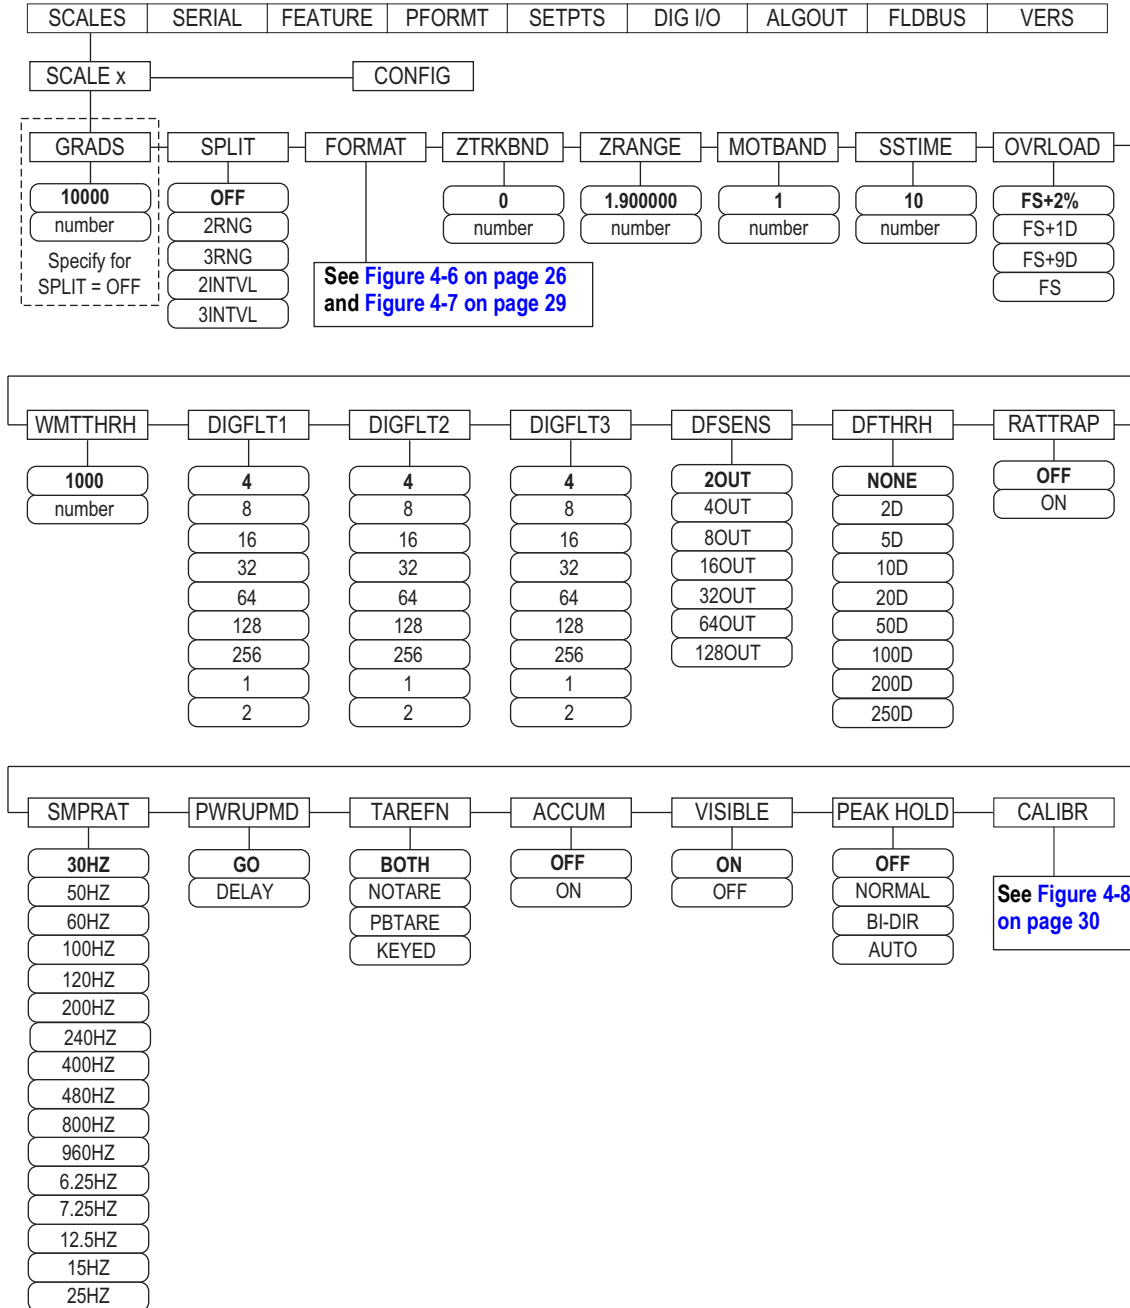 SCALES SERIAL FEATURE PFORMT SETPTS DIG I/O ALGOUT FLDBUS VERS
SCALE x CONFIG
GRADS SPLIT FORMAT ZTRKBND ZRANGE MOTBAND SSTIME OVRLOAD
10000
number
Specify for
SPLIT = OFF
OFF
2RNG
3RNG
2INTVL
3INTVL
See Figure 4-6 on page 26
and Figure 4-7 on page 29
0
number
1.900000
number
1
number
10
number
FS+2%
FS+1D
FS+9D
FS
WMTTHRH DIGFLT1 DIGFLT2 DIGFLT3 DFSENS DFTHRH RATTRAP
1000
number
4
8
16
32
64
128
256
1
2
4
8
16
32
64
128
256
1
2
4
8
16
32
64
128
256
1
2
2OUT
4OUT
8OUT
16OUT
32OUT
64OUT
128OUT
NONE
2D
5D
10D
20D
50D
100D
200D
250D
OFF
ON
SMPRAT PWRUPMD TAREFN ACCUM VISIBLE PEAK HOLD CALIBR
30HZ
50HZ
60HZ
100HZ
120HZ
200HZ
240HZ
400HZ
480HZ
800HZ
960HZ
6.25HZ
7.25HZ
12.5HZ
15HZ
25HZ
GO
DELAY
BOTH
NOTARE
PBTARE
KEYED
OFF
ON
ON
OFF
OFF
NORMAL
BI-DIR
AUTO
See Figure 4-8
on page 30